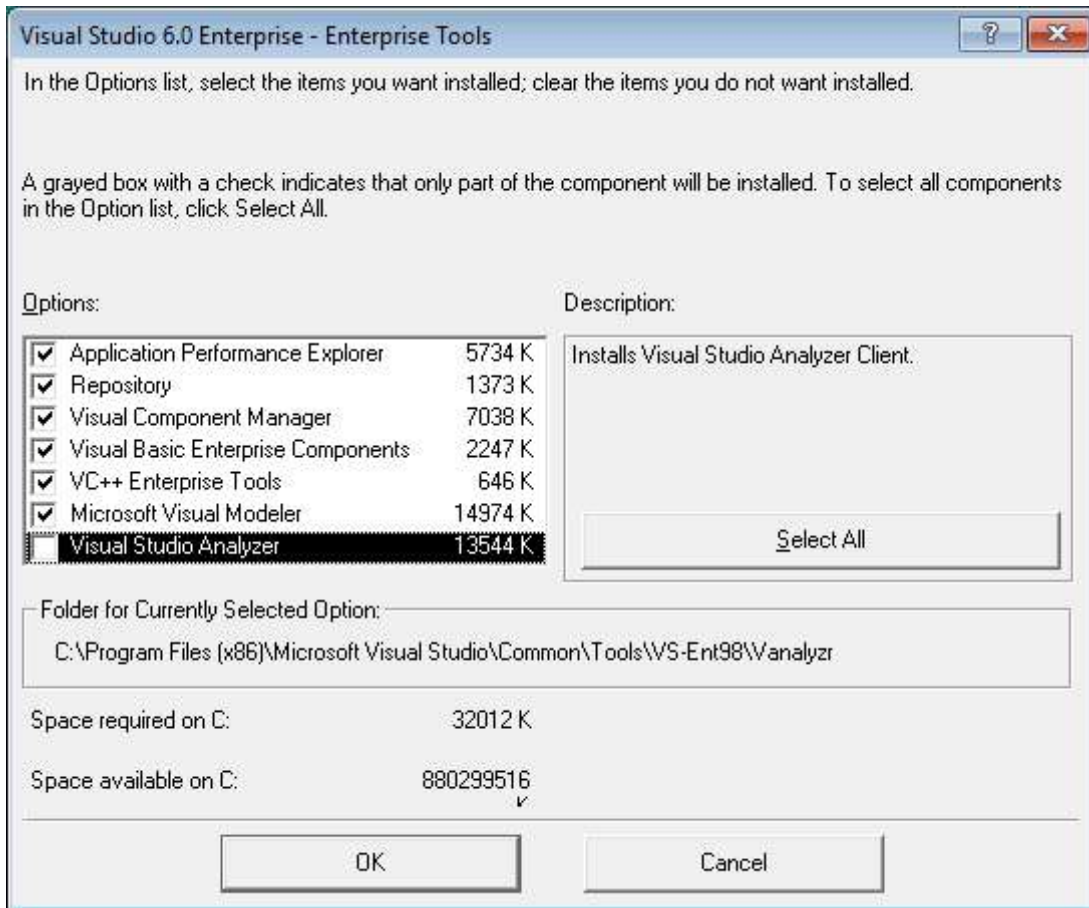 Visual Studio 6.0 Enterprise - Enterprise Tools
In the Options list, select the items you want installed; clear the items you do not want installed.
A grayed box with a check indicates that only part of the component will be installed. To select all components
in the Option list, click Select All.
Options:
Description:
Application Performance Explorer 5734 K
Repository 1373 K
Visual Component Manager 7038 K
Visual Basic Enterprise Components 2247 K
VC++ Enterprise Tools 646 K
Microsoft Visual Modeler 14974 K
Visual Studio Analyzer 13544 K
Installs Visual Studio Analyzer Client.
Select All
Folder for Currently Selected Option:
C:\Program Files (x86)\Microsoft Visual Studio\Common\Tools\VS-Ent98\Vanalyzr
Space required on C: 32012 K
Space available on C: 880299516
K
OK
Cancel